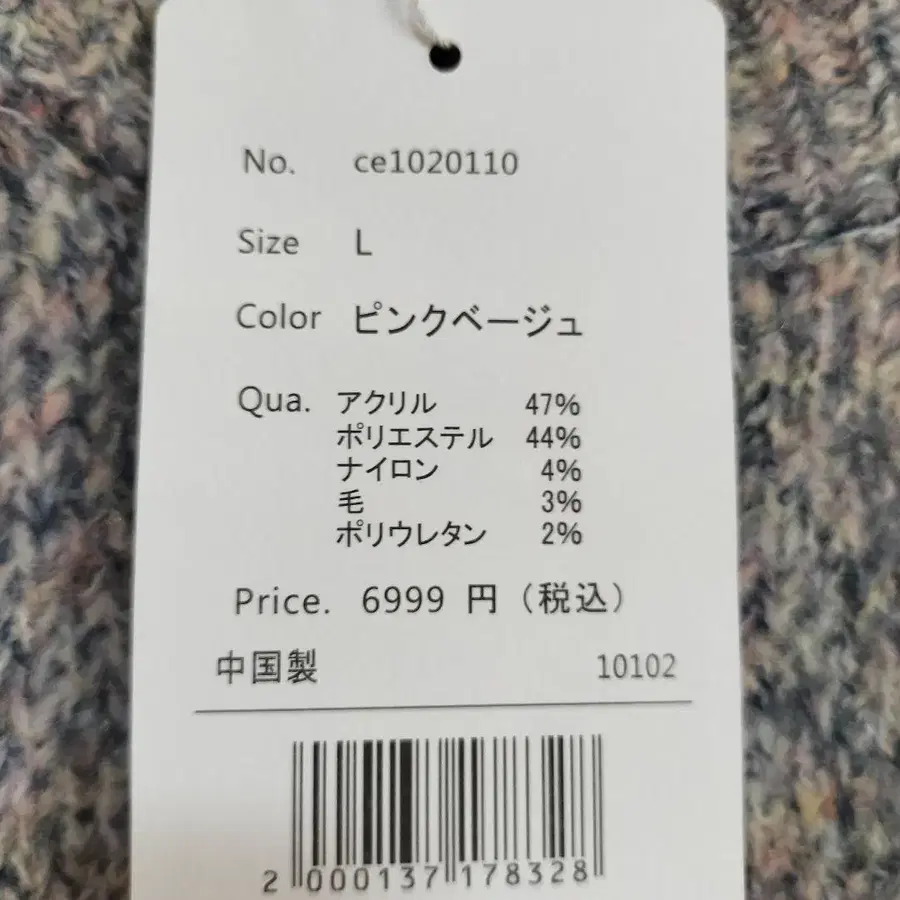 No. ce1020110
Size L
Color ピンクベージュ
Qua. アクリル 47%
ポリエステル 44%
ナイロン 4%
毛 3%
ポリウレタン 2%
Price. 6999 円（税込）
中国製 10102
2 000137 178328